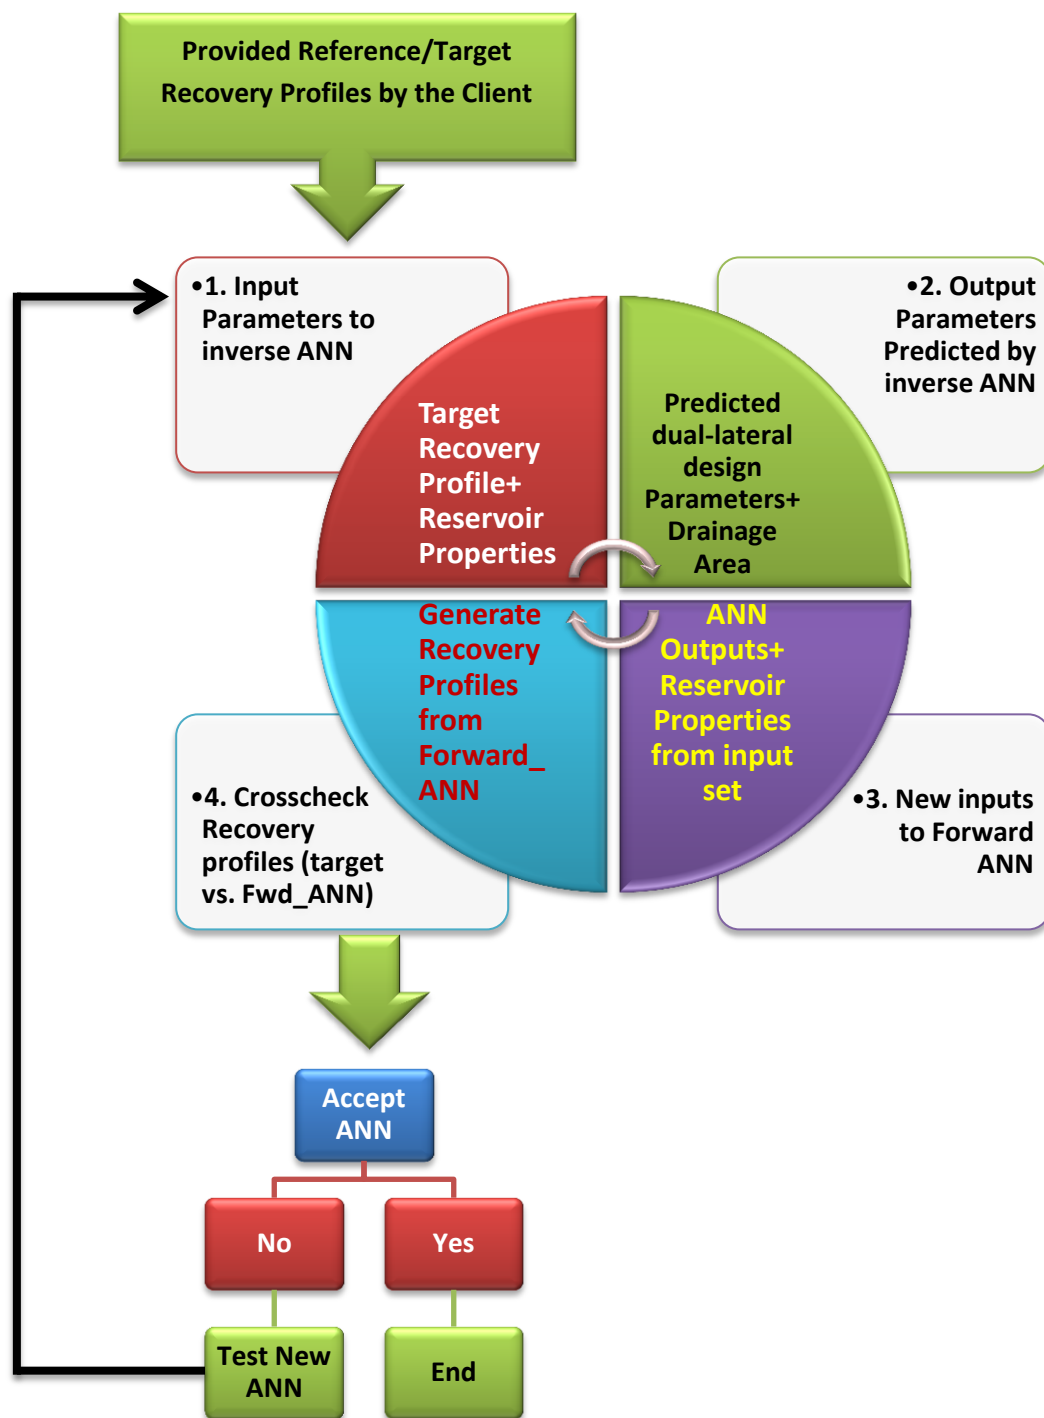 Provided Reference/Target
Recovery Profiles by the Client
•1. Input
Parameters to
inverse ANN
•2. Output
Parameters
Predicted by
inverse ANN
Target
Recovery
Profile+
Reservoir
Properties
Predicted
dual-lateral
design
Parameters+
Drainage
Area
Generate
Recovery
Profiles
from
Forward_
ANN
ANN
Outputs+
Reservoir
Properties
from input
set
•4. Crosscheck
Recovery
profiles (target
vs. Fwd_ANN)
•3. New inputs
to Forward
ANN
Accept
ANN
No
Yes
Test New
ANN
End